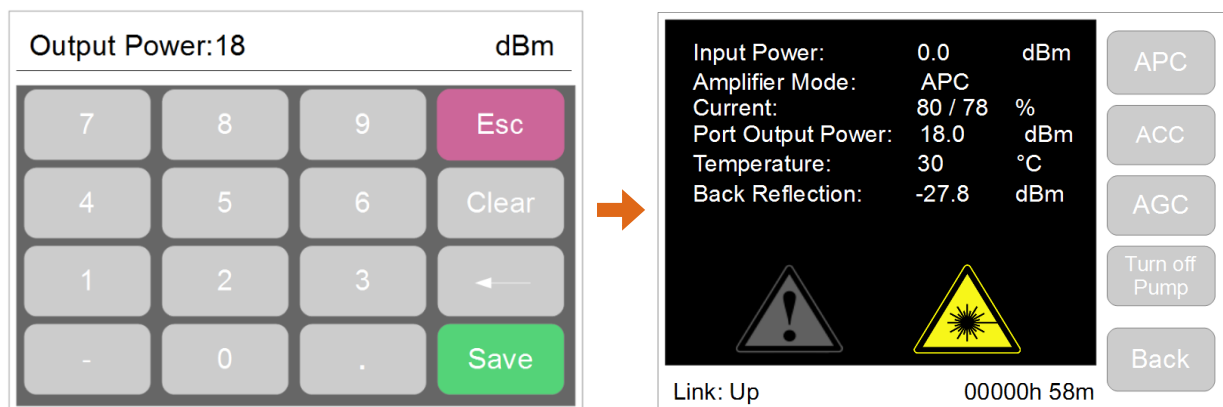 Output Power:18 dBm
7 8 9 Esc
4 5 6 Clear
1 2 3
- 0 . Save
Input Power: 0.0 dBm
Amplifier Mode: APC
Current: 80 / 78 %
Port Output Power: 18.0 dBm
Temperature: 30 °C
Back Reflection: -27.8 dBm
Link: Up 00000h 58m
APC
ACC
AGC
Turn off
Pump
Back